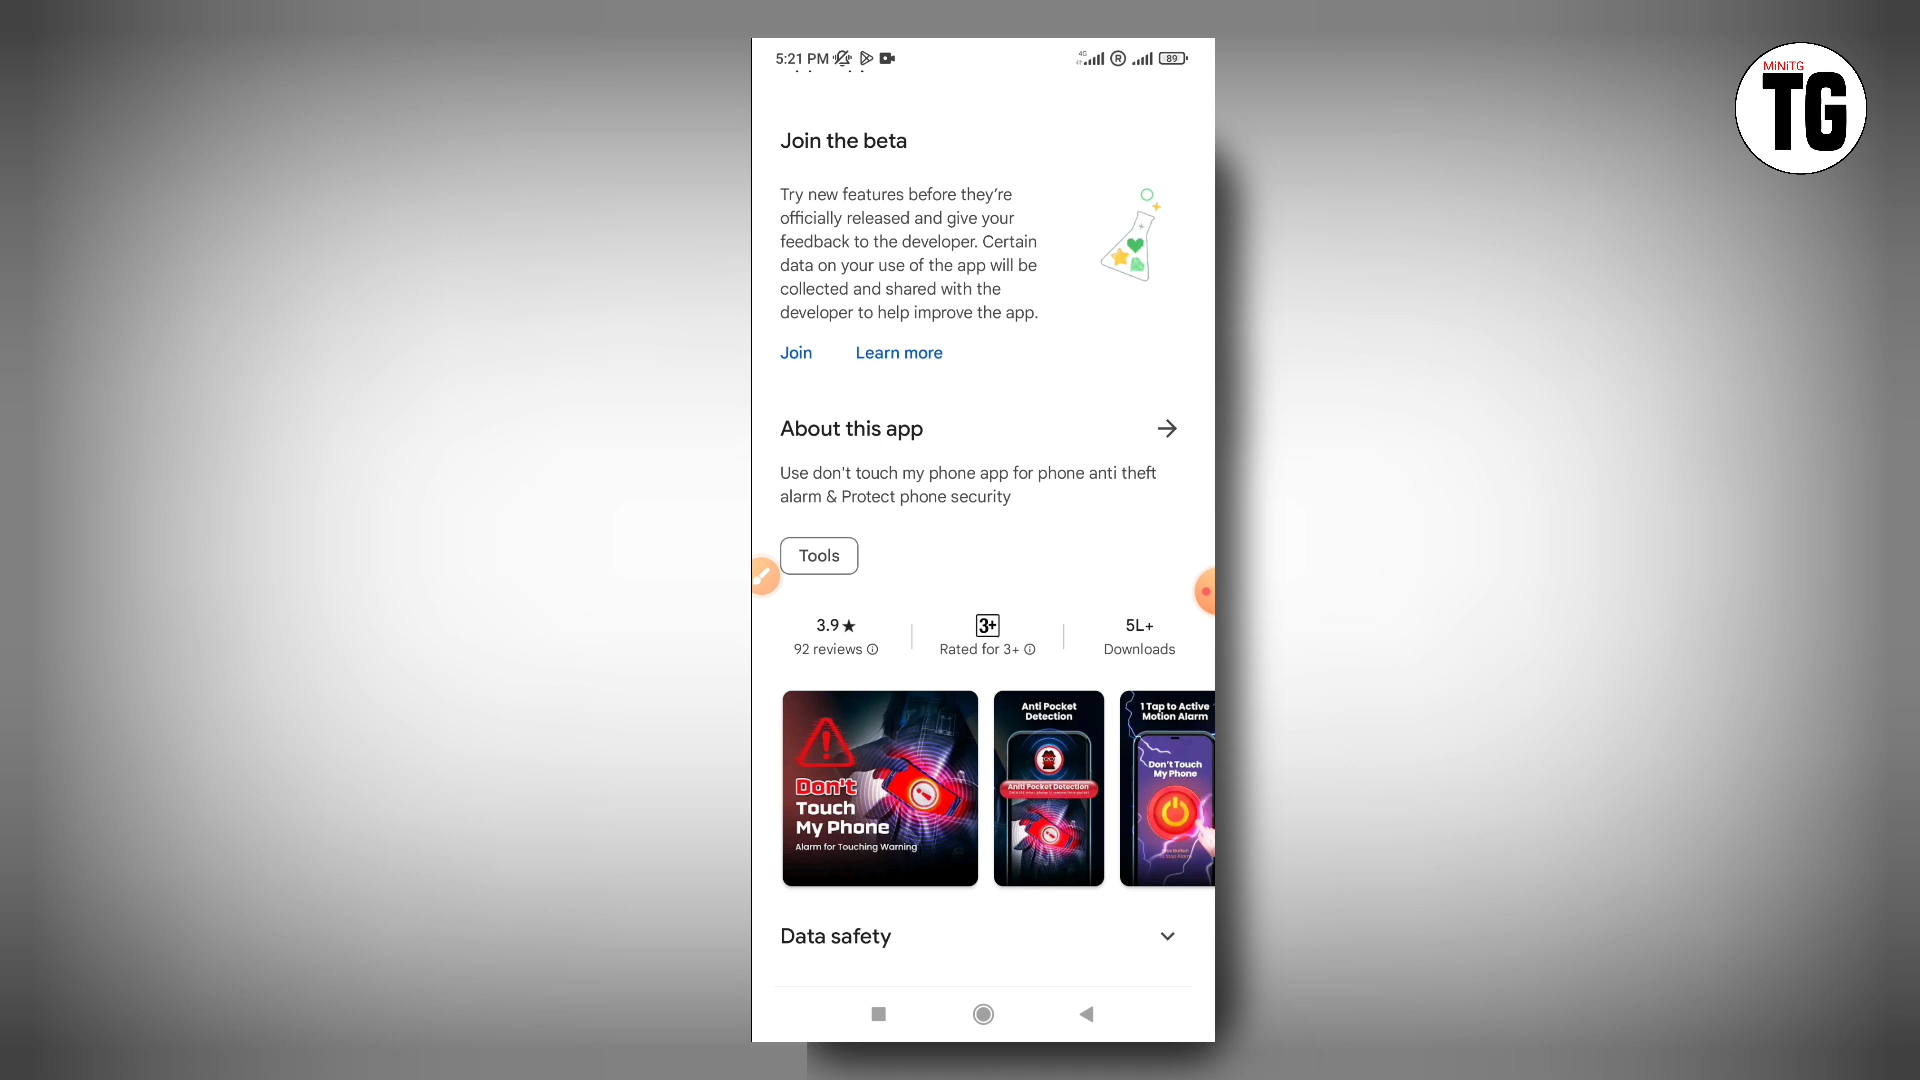 MiNiTG
TG
5:21 PM
4G
R
89
Join the beta
Try new features before they’re
officially released and give your
feedback to the developer. Certain
data on your use of the app will be
collected and shared with the
developer to help improve the app.
Join
Learn more
About this app
Use don't touch my phone app for phone anti theft
alarm & Protect phone security
Tools
3.9★
92 reviews
3+
Rated for 3+
5L+
Downloads
Don't
Touch
My Phone
Alarm for Touching Warning
Anti Pocket
Detection
Anti Pocket Detection
1 Tap to Active
Motion Alarm
Don't Touch
My Phone
Data safety